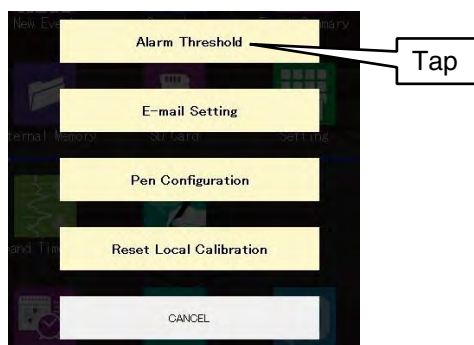 New Eve
mary
Alarm Threshold
Tap
E-mail Setting
ternal Memory
SD Card
Setting
Pen Configuration
and Tim
Reset Local Calibration
CANCEL